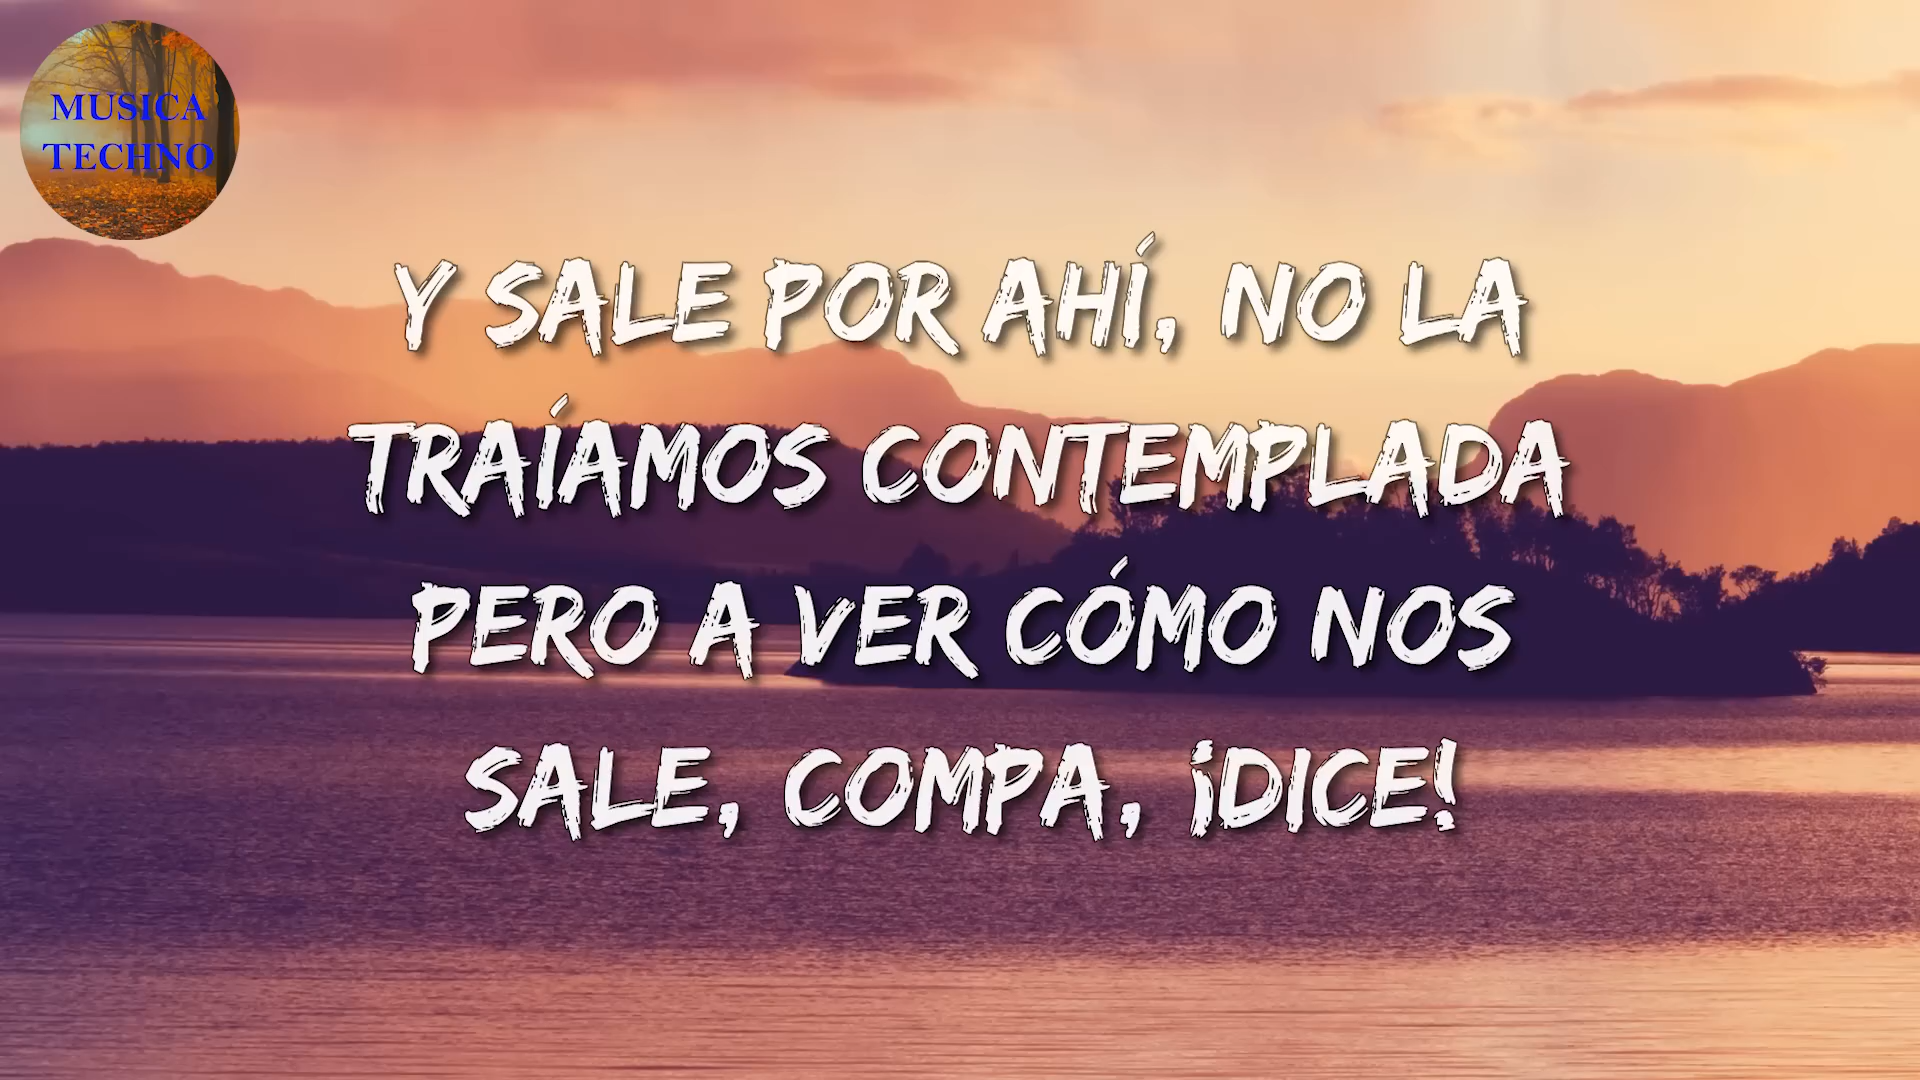 MUSICA
TECHNO
Y SALE POR AHÍ, NO LA
TRAÍAMOS CONTEMPLADA
PERO A VER CÓMO NOS
SALE, COMPA, ¡DICE!